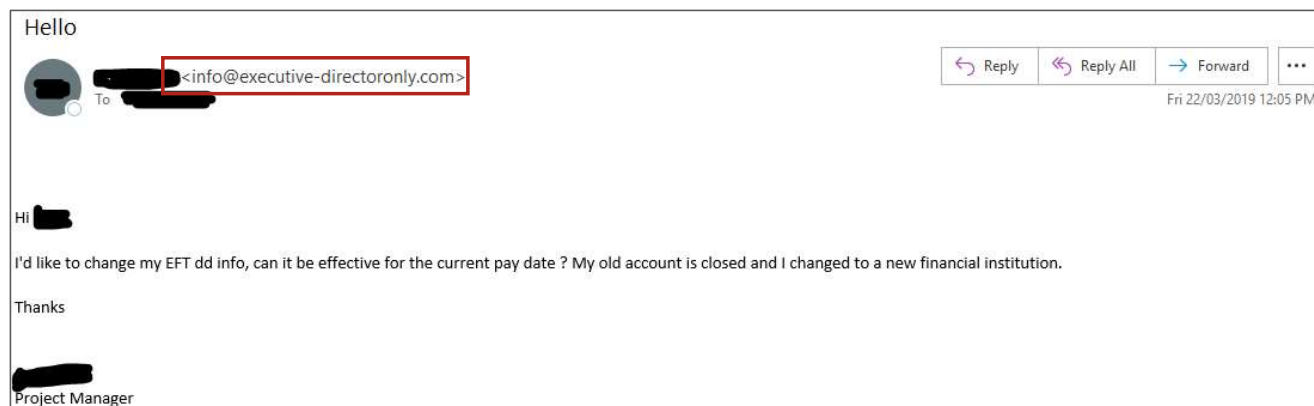 Hello
<info@executive-directoronly.com>
Reply
Reply All
Forward
To
Fri 22/03/2019 12:05 PM
Hi
I'd like to change my EFT dd info, can it be effective for the current pay date ? My old account is closed and I changed to a new financial institution.
Thanks
Project Manager